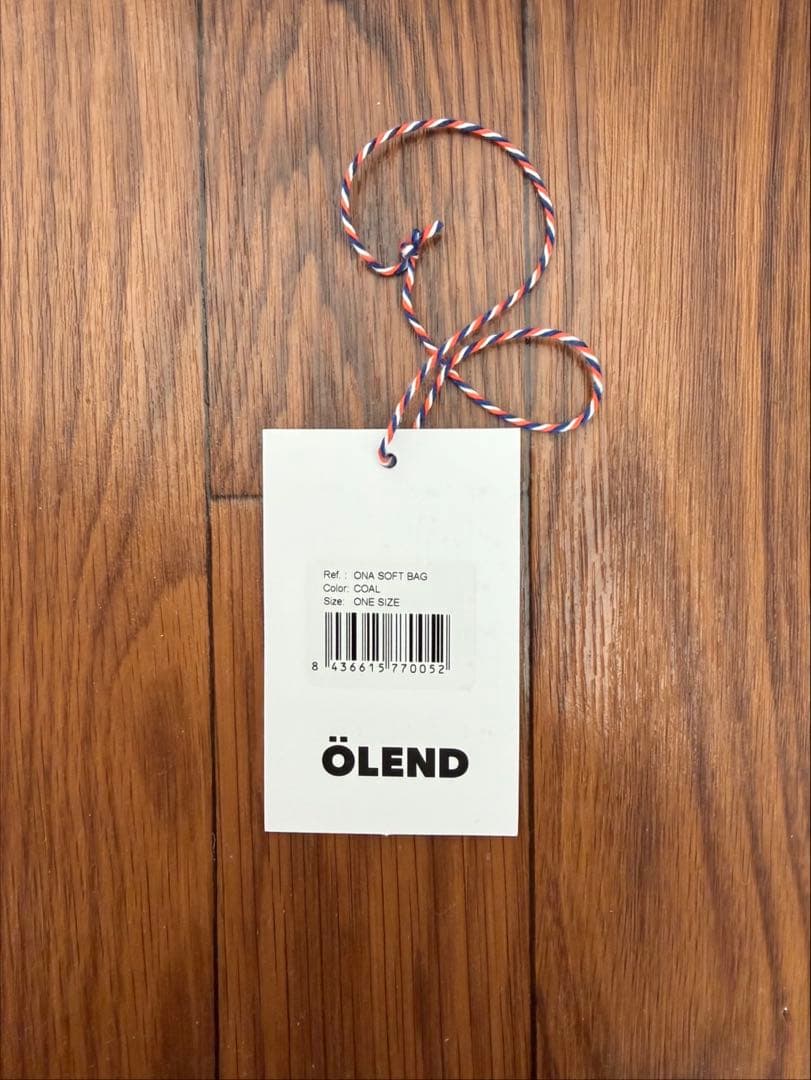 Ref. : ONA SOFT BAG
Color: COAL
Size: ONE SIZE
8 436615 770052
ÖLEND